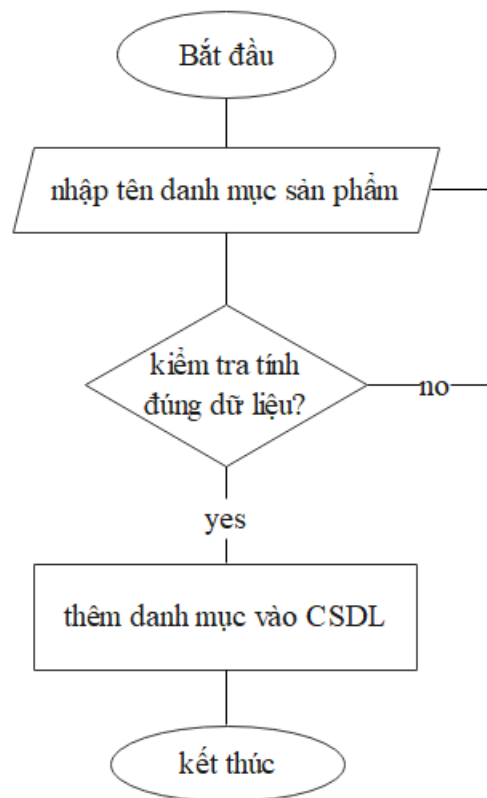 Bắt đầu
nhập tên danh mục sản phẩm
kiểm tra tính
đúng dữ liệu?
no
yes
thêm danh mục vào CSDL
kết thúc